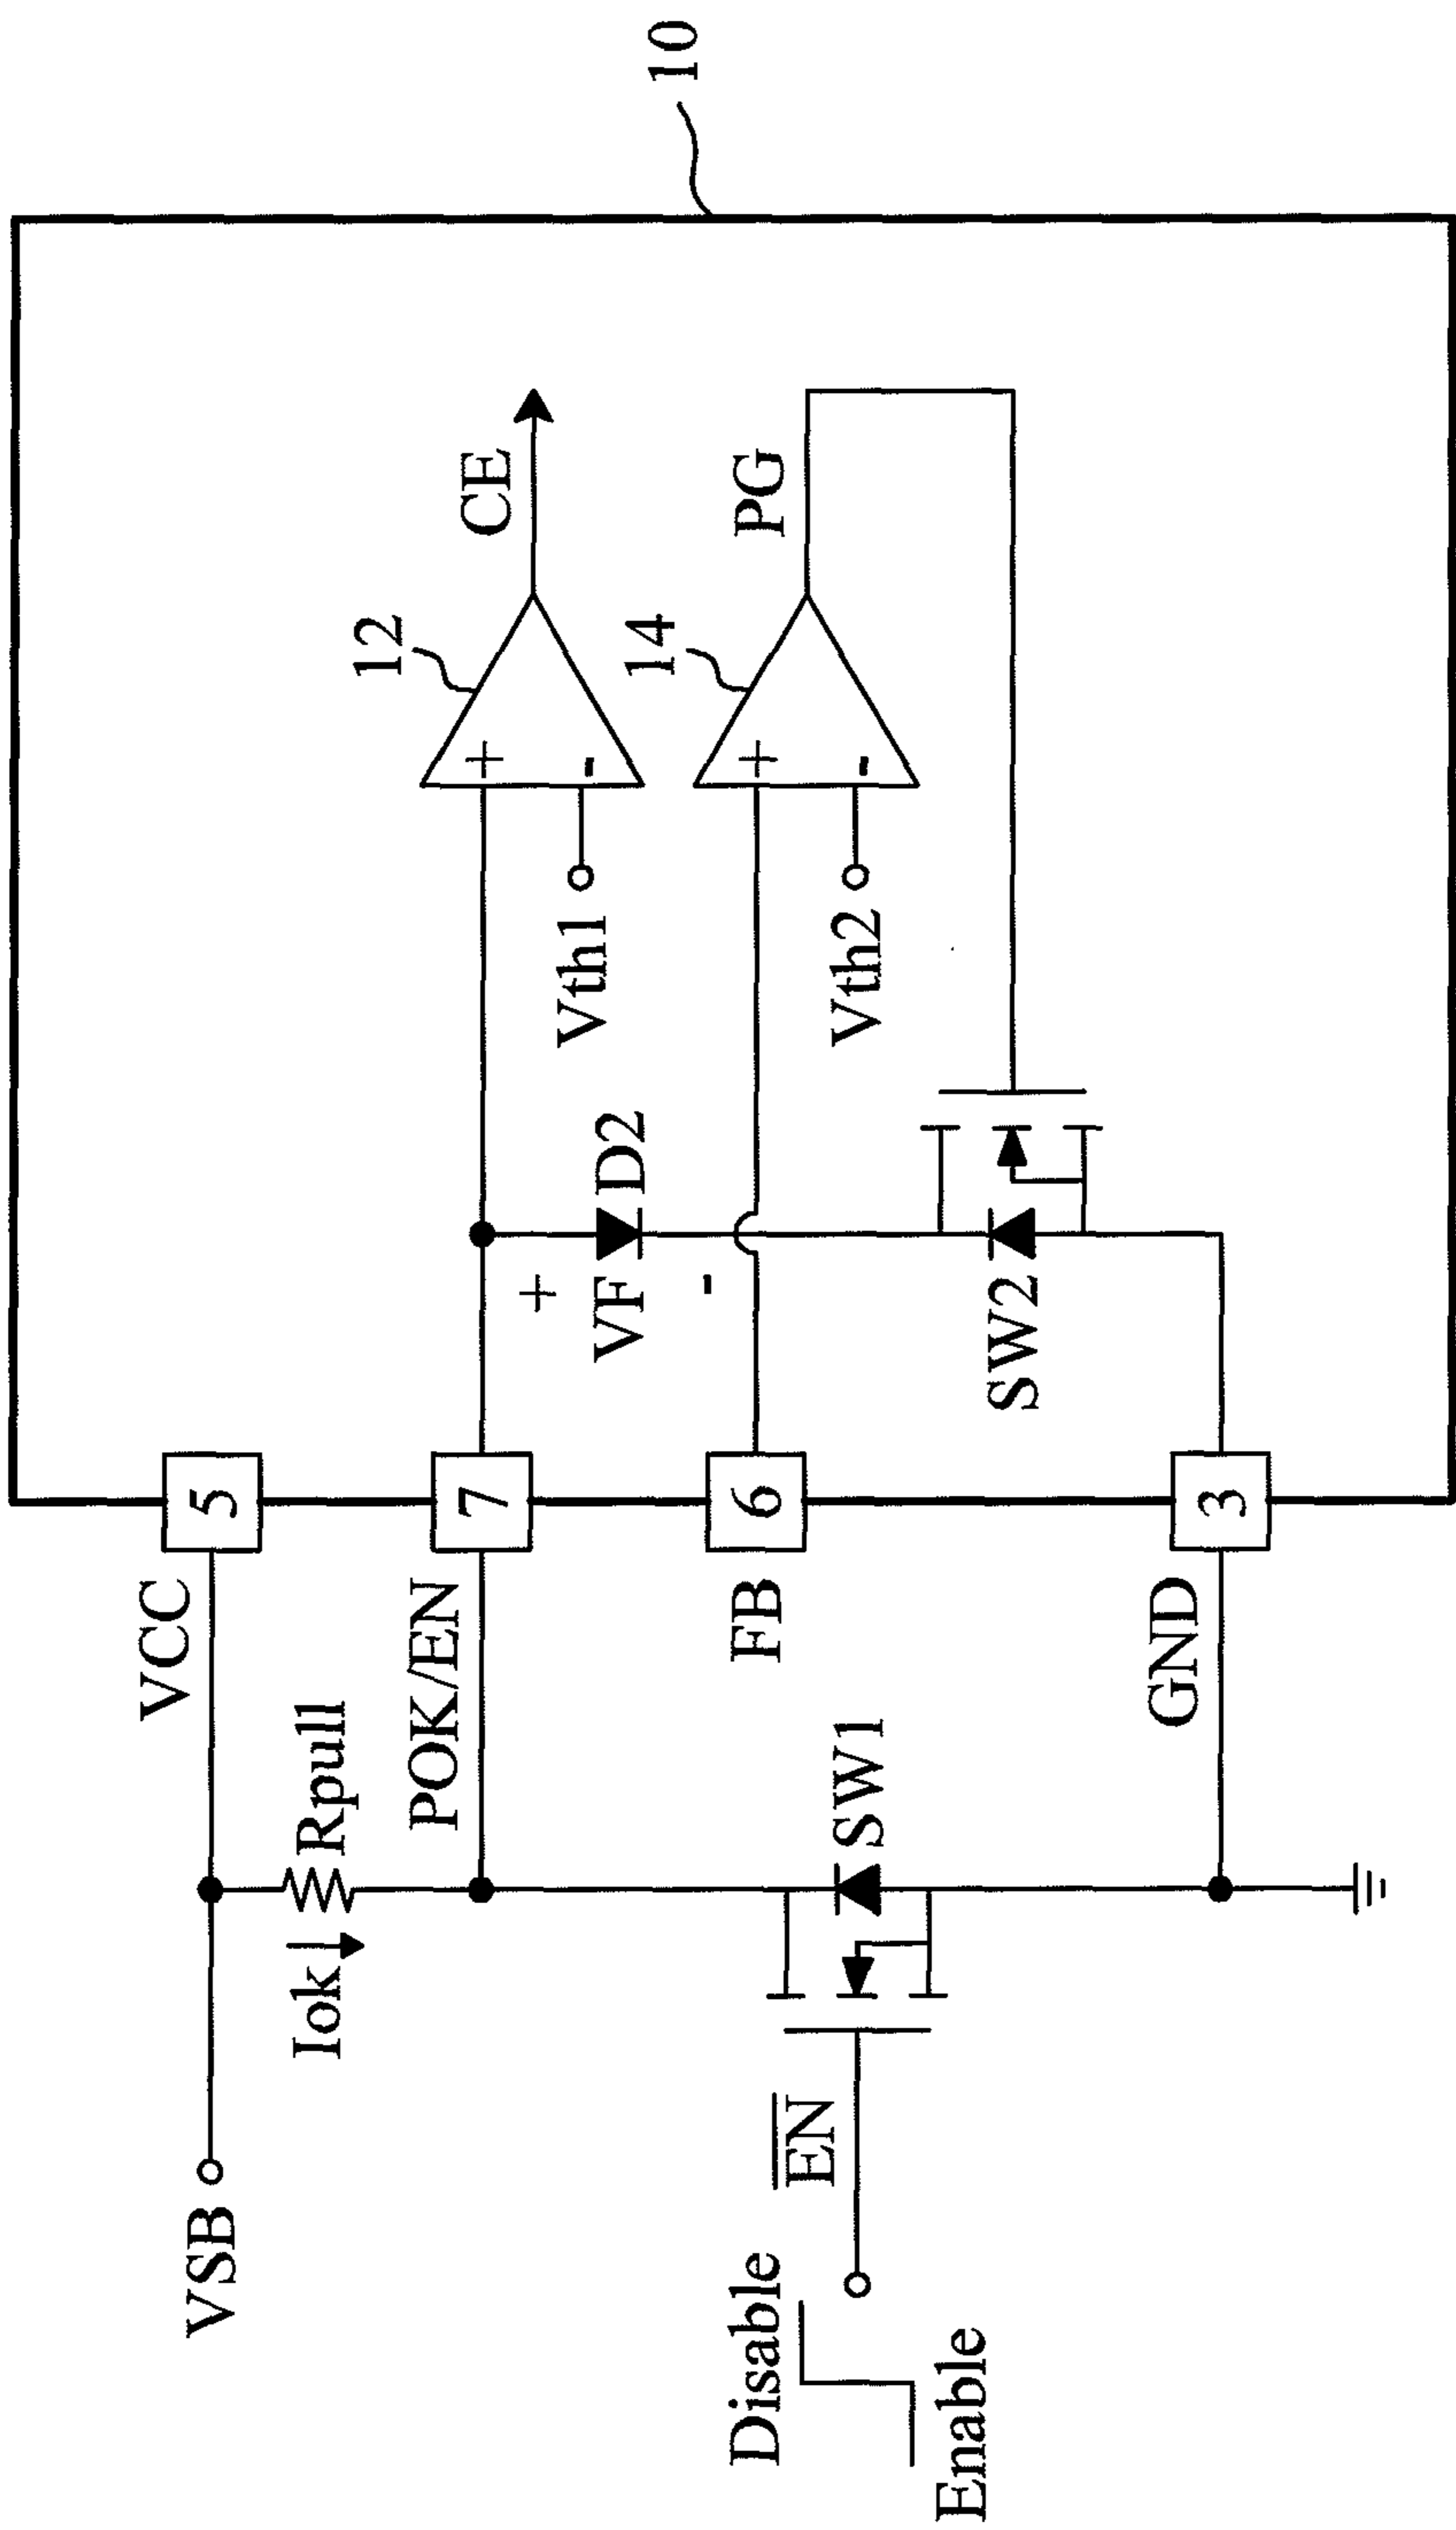 10
VCC
5
VSB
Iok
Rpull
POK/EN
7
12
CE
+
-
Vth1
+
VF
-
D2
FB
6
14
PG
+
-
Vth2
Disable
Enable
EN
SW1
SW2
GND
3